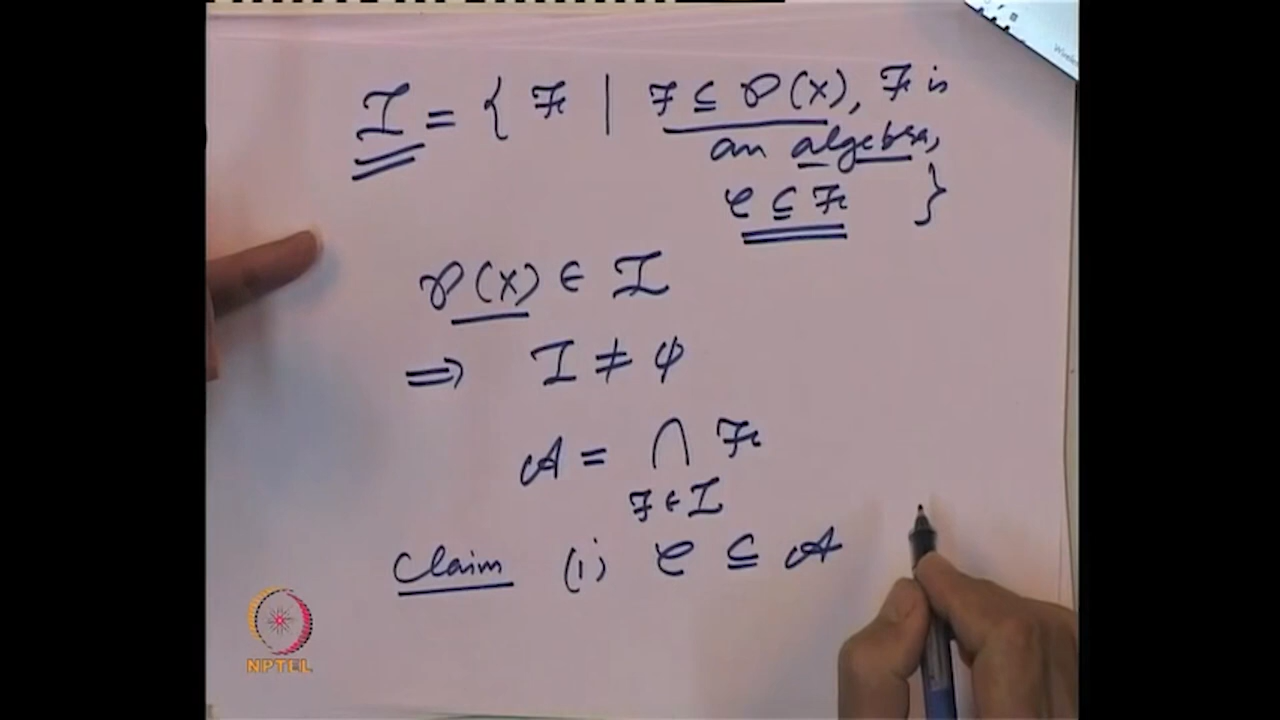 I = { F | F ⊆ P(X), F is
an algebra,
C ⊆ F }
P(X) ∈ I
⇒ I ≠ φ
A = ∩ F
F ∈ I
Claim (i) C ⊆ A
NPTEL